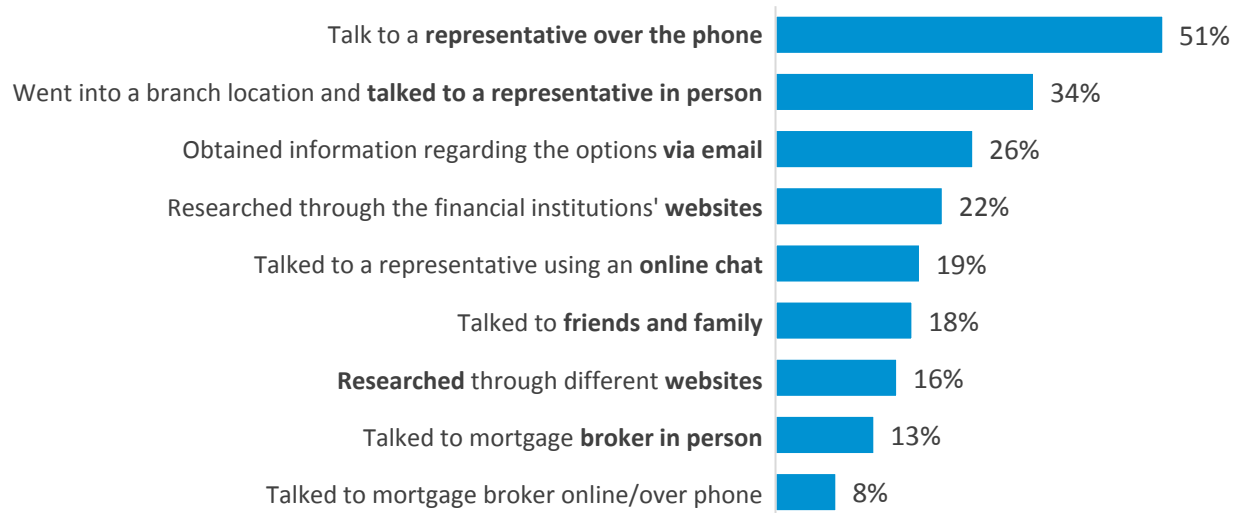 Talk to a representative over the phone 51%
Went into a branch location and talked to a representative in person 34%
Obtained information regarding the options via email 26%
Researched through the financial institutions' websites 22%
Talked to a representative using an online chat 19%
Talked to friends and family 18%
Researched through different websites 16%
Talked to mortgage broker in person 13%
Talked to mortgage broker online/over phone 8%